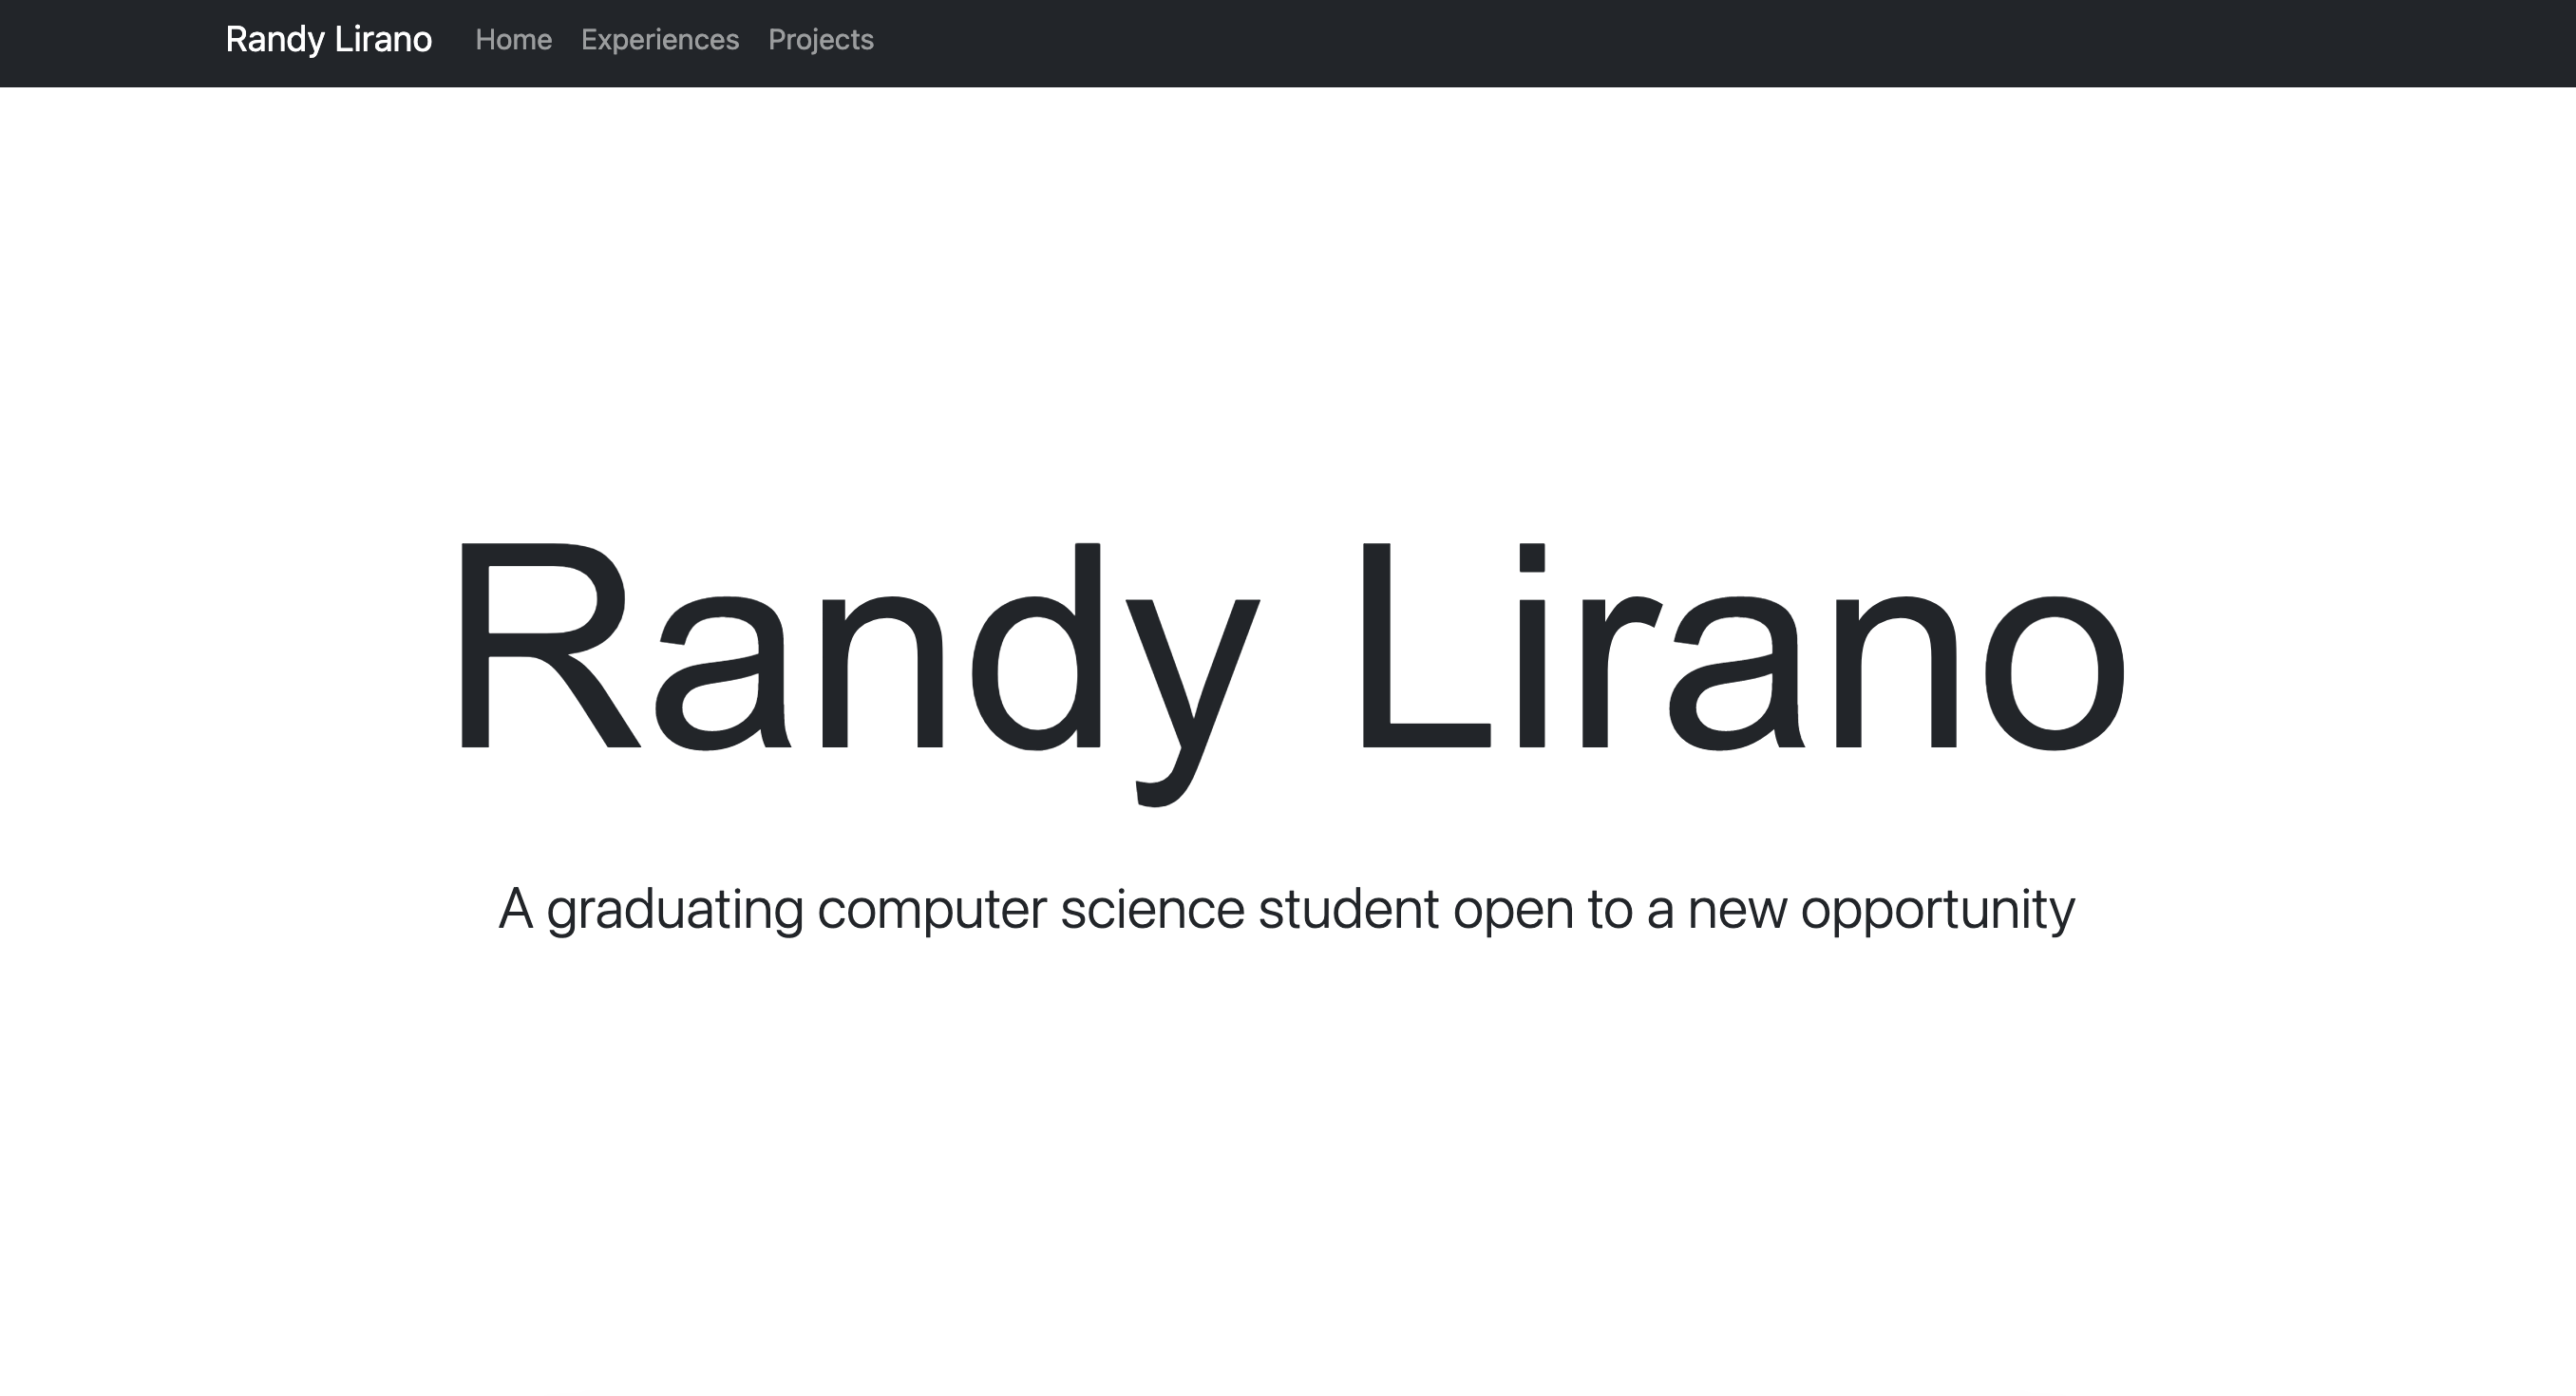 Randy Lirano Home Experiences Projects
Randy Lirano
A graduating computer science student open to a new opportunity